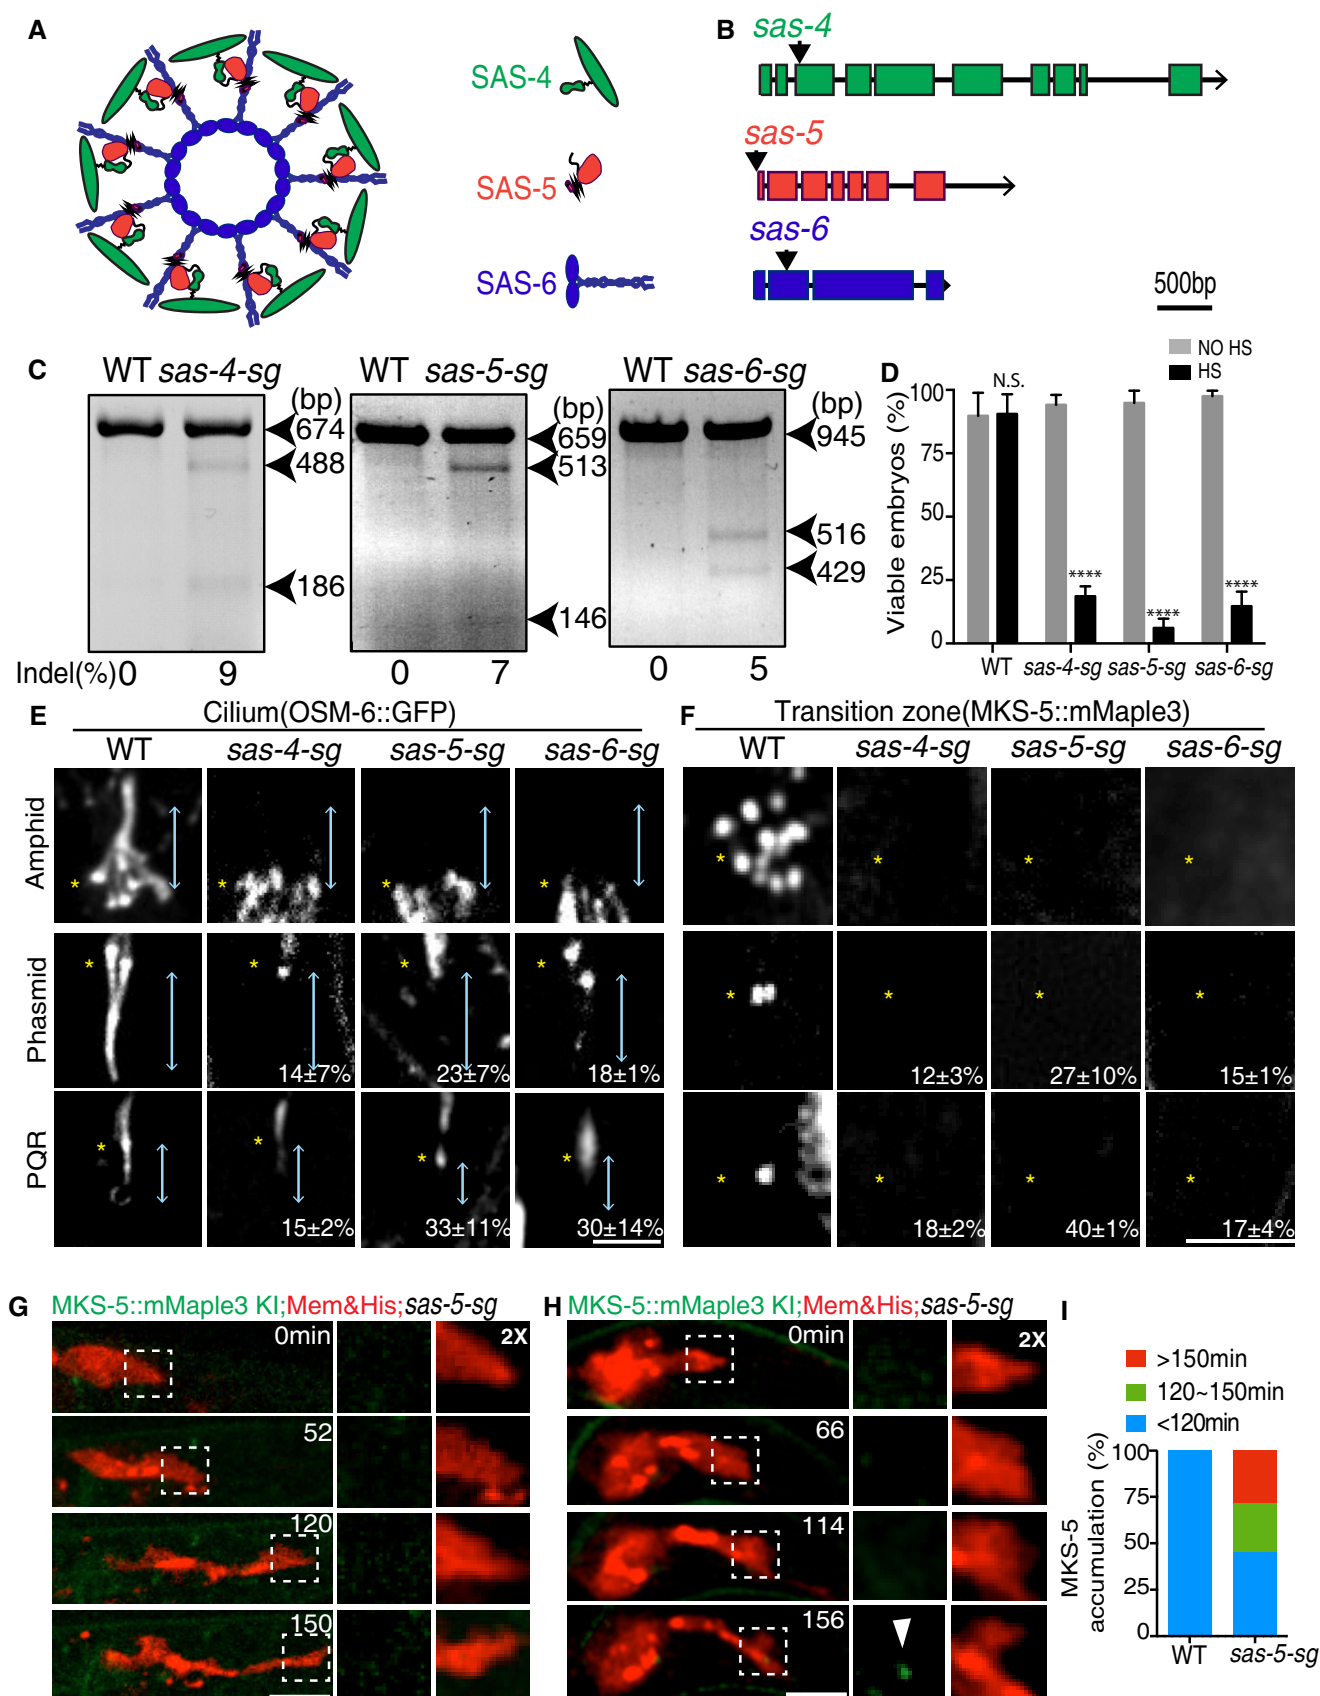 A
SAS-4
SAS-5
SAS-6
B
sas-4
sas-5
sas-6
500bp
C
WT sas-4-sg
(bp)
674
488
186
WT sas-5-sg
(bp)
659
513
146
WT sas-6-sg
(bp)
945
516
429
Indel(%) 0 9 0 7 0 5
D
NO HS
HS
Viable embryos (%)
100
75
50
25
0
N.S.
****
****
****
WT sas-4-sg sas-5-sg sas-6-sg
E
Cilium(OSM-6::GFP)
WT sas-4-sg sas-5-sg sas-6-sg
Amphid
* * * *
Phasmid
* * * *
14±7% 23±7% 18±1%
PQR
* * * *
15±2% 33±11% 30±14%
F
Transition zone(MKS-5::mMaple3)
WT sas-4-sg sas-5-sg sas-6-sg
* * * *
* * * *
12±3% 27±10% 15±1%
* * * *
18±2% 40±1% 17±4%
G
MKS-5::mMaple3 KI;Mem&His;sas-5-sg
0min 2X
52
120
150
H
MKS-5::mMaple3 KI;Mem&His;sas-5-sg
0min 2X
66
114
156
I
>150min
120~150min
<120min
MKS-5
accumulation (%)
100
75
50
25
0
WT sas-5-sg